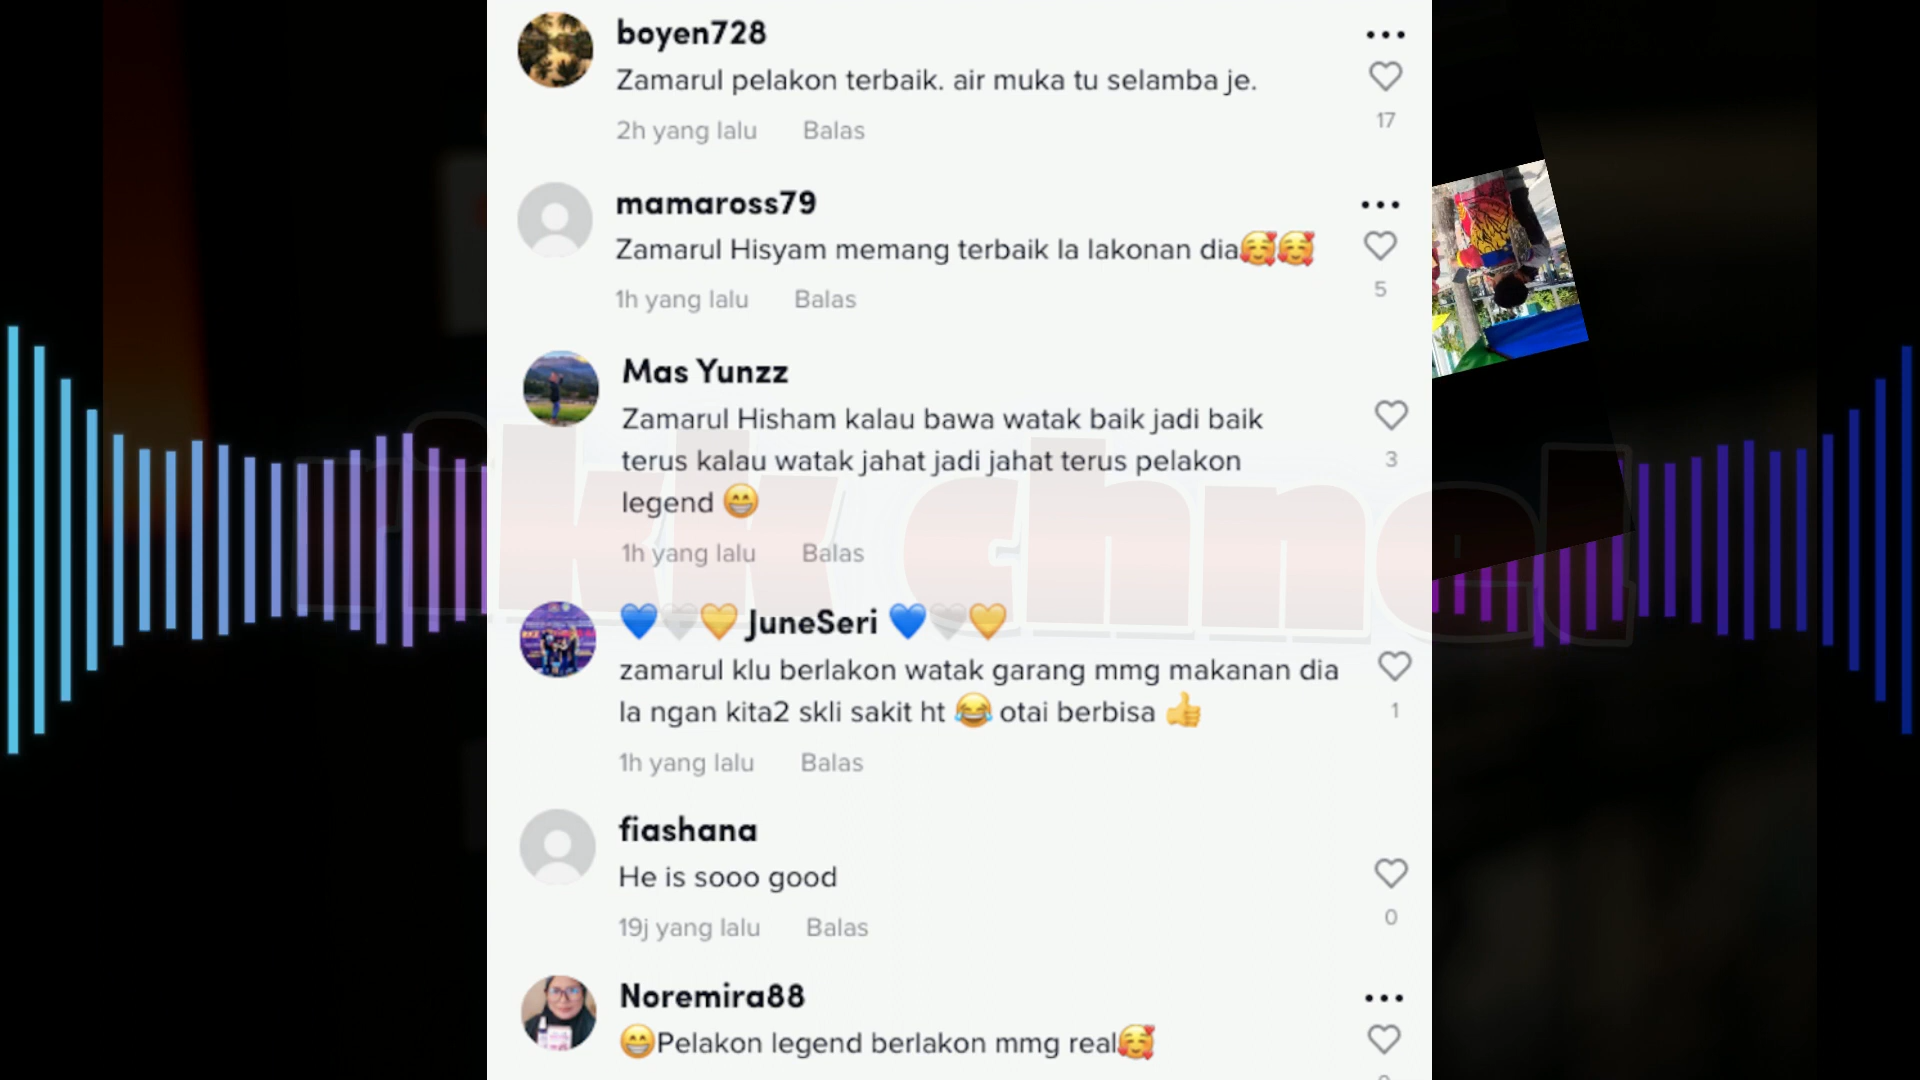 boyen728
Zamarul pelakon terbaik. air muka tu selamba je.
17
2h yang lalu Balas
mamaross79
Zamarul Hisyam memang terbaik la lakonan dia🥰🥰
5
1h yang lalu Balas
Mas Yunzz
Zamarul Hisham kalau bawa watak baik jadi baik
terus kalau watak jahat jadi jahat terus pelakon
3
legend 😁
1h yang lalu Balas
kk chnel
💙🤍💛 JuneSeri 💙🤍💛
zamarul klu berlakon watak garang mmg makanan dia
la ngan kita2 skli sakit ht 😂 otai berbisa 👍
1
1h yang lalu Balas
fiashana
He is sooo good
0
19j yang lalu Balas
Noremira88
😁Pelakon legend berlakon mmg real🥰